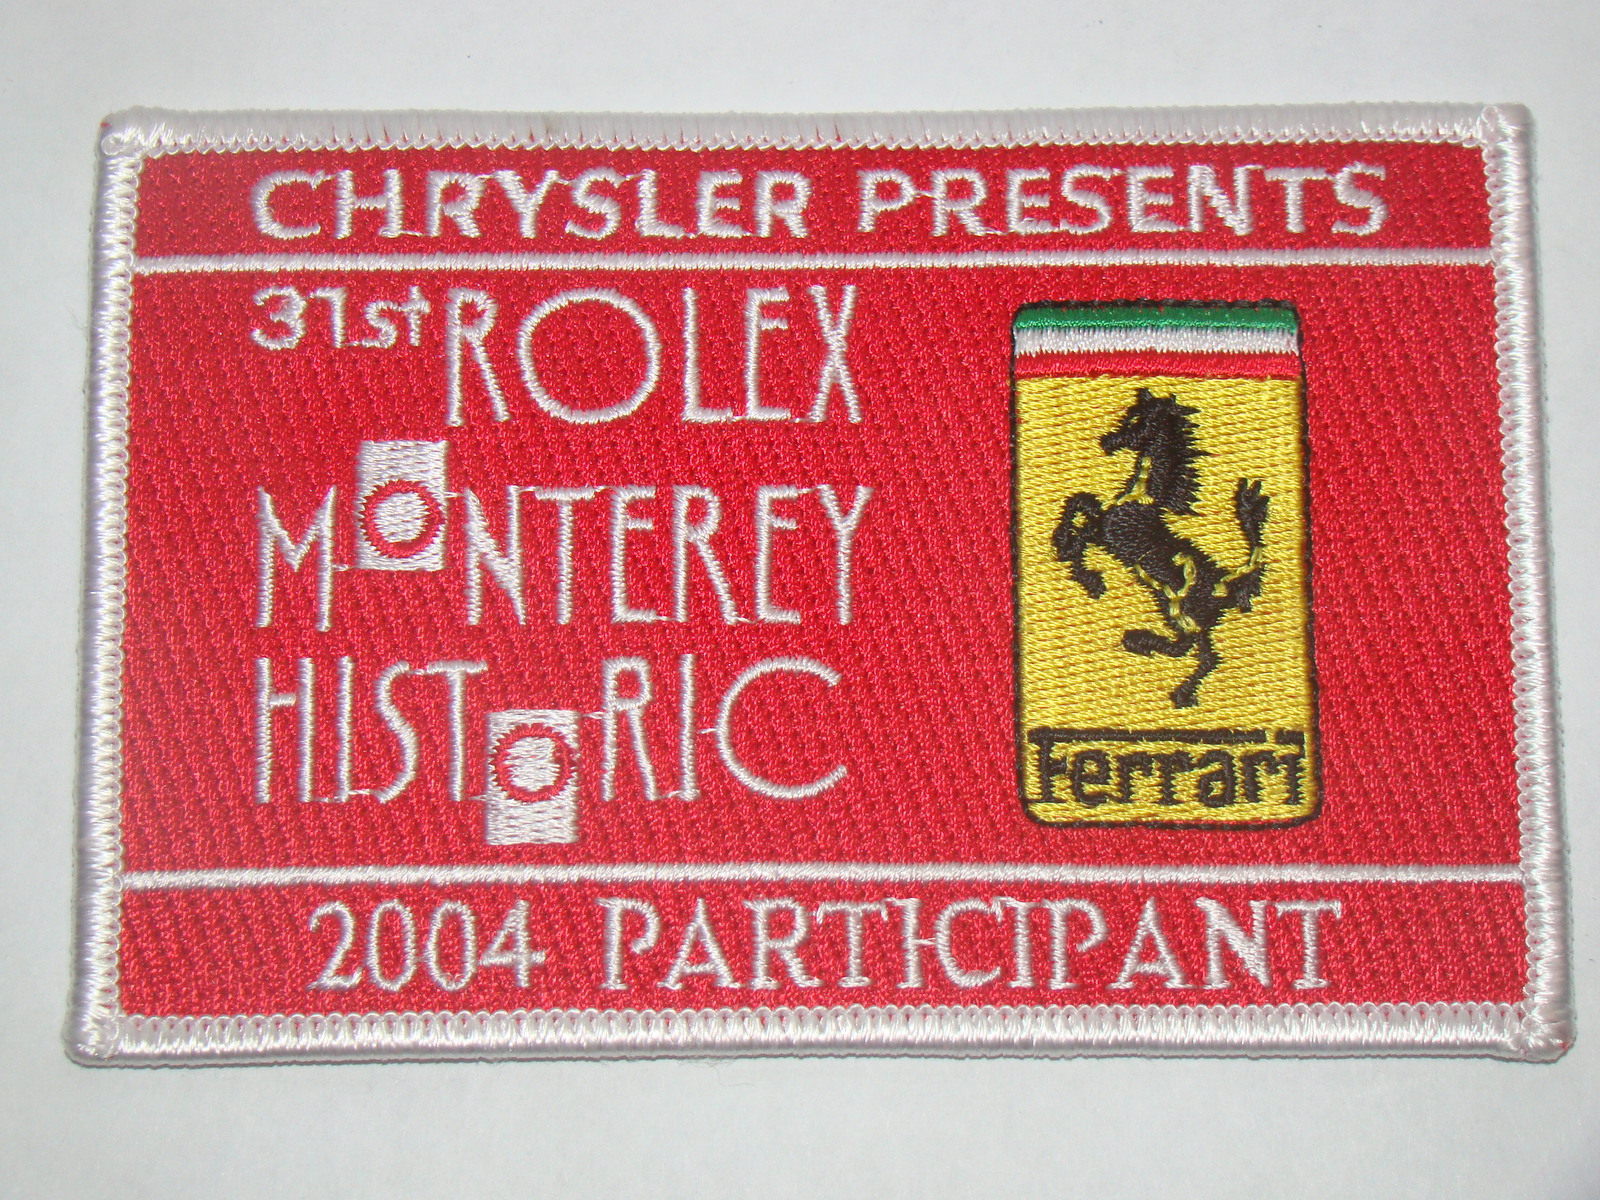 CHRYSLER PRESENTS
31st ROLEX
MONTEREY
HISTORIC
Ferrari
2004 PARTICIPANT